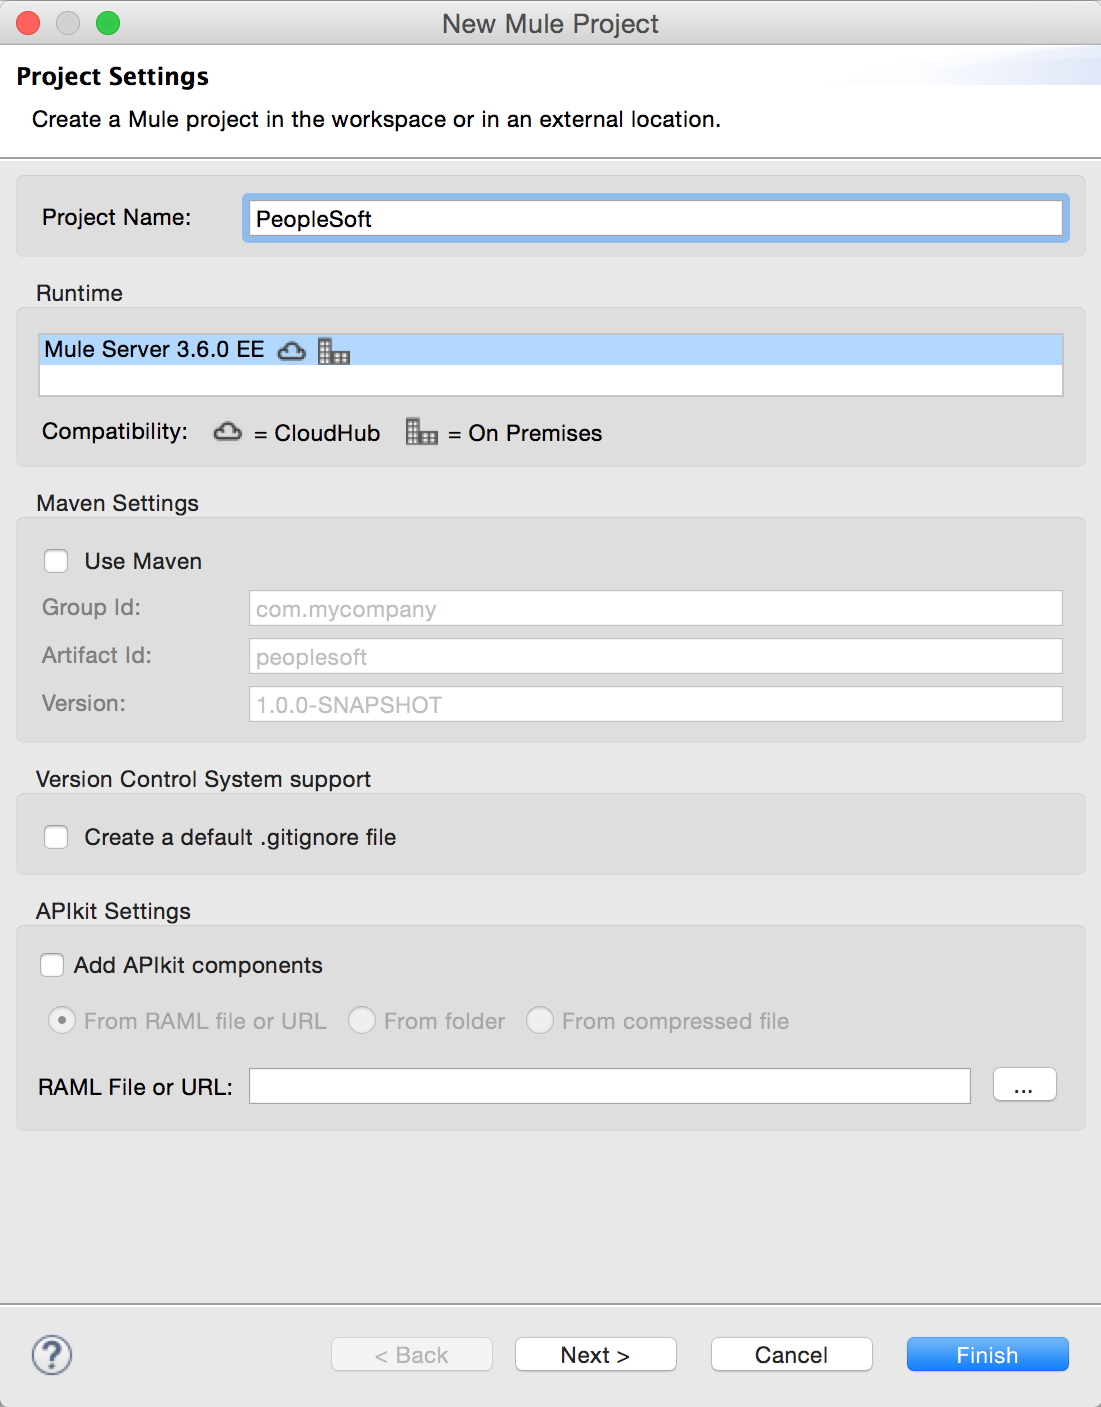 New Mule Project
Project Settings
Create a Mule project in the workspace or in an external location.
Project Name: PeopleSoft
Runtime
Mule Server 3.6.0 EE
Compatibility: = CloudHub = On Premises
Maven Settings
Use Maven
Group Id: com.mycompany
Artifact Id: peoplesoft
Version: 1.0.0-SNAPSHOT
Version Control System support
Create a default .gitignore file
APIkit Settings
Add APIkit components
From RAML file or URL From folder From compressed file
RAML File or URL: ...
? < Back Next > Cancel Finish